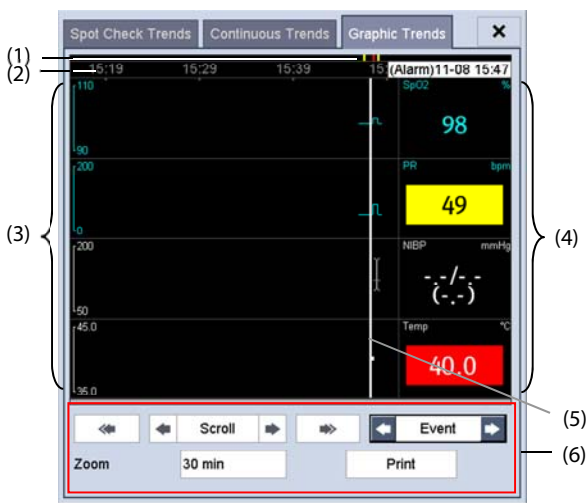 Spot Check Trends Continuous Trends Graphic Trends ×
(1)
(2) 15:19 15:29 15:39 15: (Alarm)11-08 15:47
110 SpO2 %
98
90
200 PR bpm
49
0
(3) (4)
200 NIBP mmHg
-.-/-.-
(-.-)
50
45.0 Temp °C
40.0
35.0
(5)
Scroll Event
(6)
Zoom 30 min Print